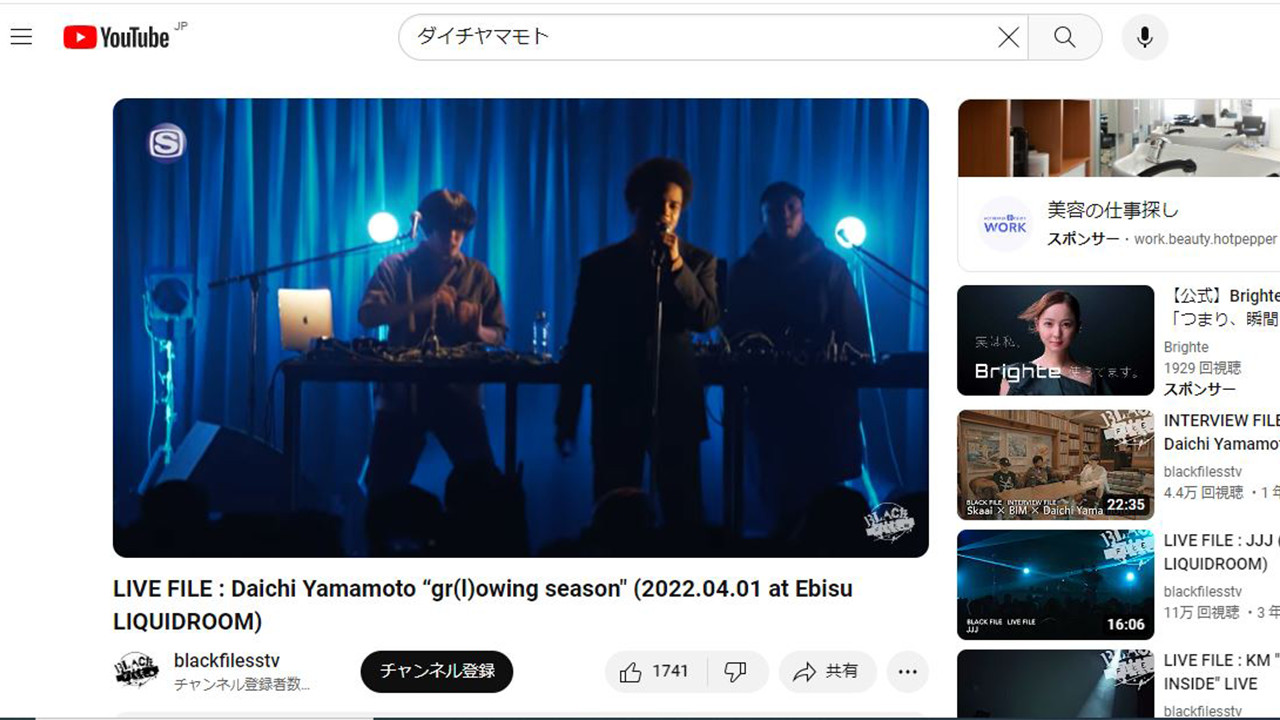 YouTube JP
ダイチヤマモト
S
BLACK FILE
LIVE FILE : Daichi Yamamoto “gr(l)owing season" (2022.04.01 at Ebisu
LIQUIDROOM)
blackfilesstv
チャンネル登録者数...
チャンネル登録
1741
共有
WORK
美容の仕事探し
スポンサー・work.beauty.hotpepper
実は私、
Brighte 使えてます。
【公式】Brighte
「つまり、瞬間
Brighte
1929 回視聴
スポンサー
BLACK FILE INTERVIEW FILE
Skaai × BIM × Daichi Yama
22:35
INTERVIEW FILE
Daichi Yamamo
blackfilesstv
4.4万 回視聴 ・1 年
BLACK FILE LIVE FILE
JJJ
16:06
LIVE FILE : JJJ (
LIQUIDROOM)
blackfilesstv
11万 回視聴 ・3 年
LIVE FILE : KM "
INSIDE" LIVE
blackfilesstv